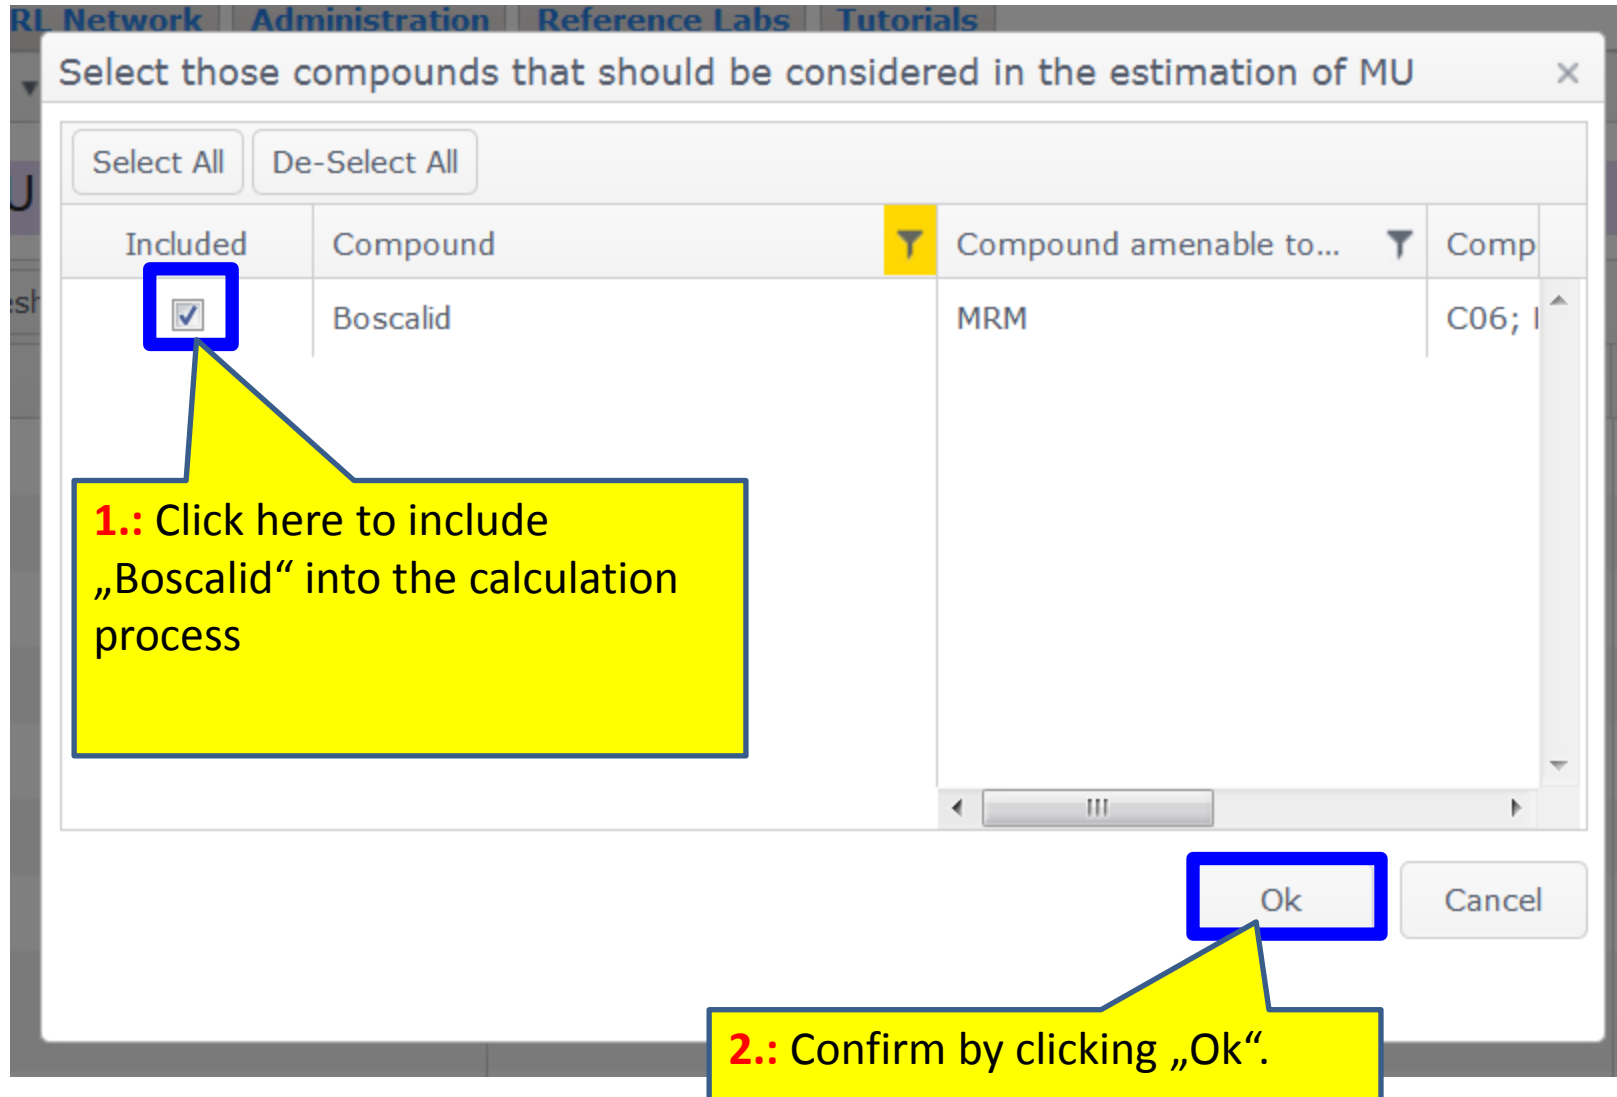 RL Network Administration Reference Labs Tutorials
Select those compounds that should be considered in the estimation of MU
Select All De-Select All
U
Included Compound Compound amenable to... Comp
esh
Boscalid MRM C06;
1.: Click here to include
„Boscalid“ into the calculation
process
Ok Cancel
2.: Confirm by clicking „Ok“.